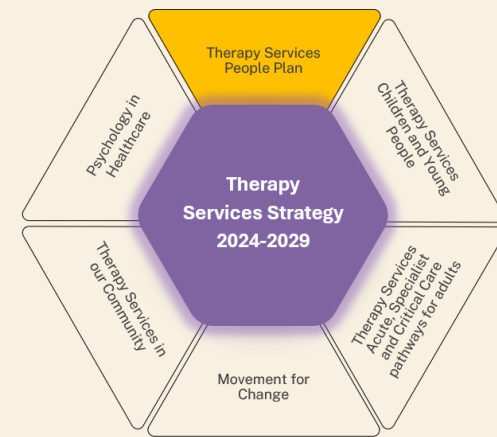 Therapy Services
People Plan
Therapy Services
Children and Young
People
Therapy Services
Acute, Specialist
and Critical Care
pathways for adults
Movement for
Change
Therapy Services in
our Community
Psychology in
Healthcare
Therapy
Services Strategy
2024-2029